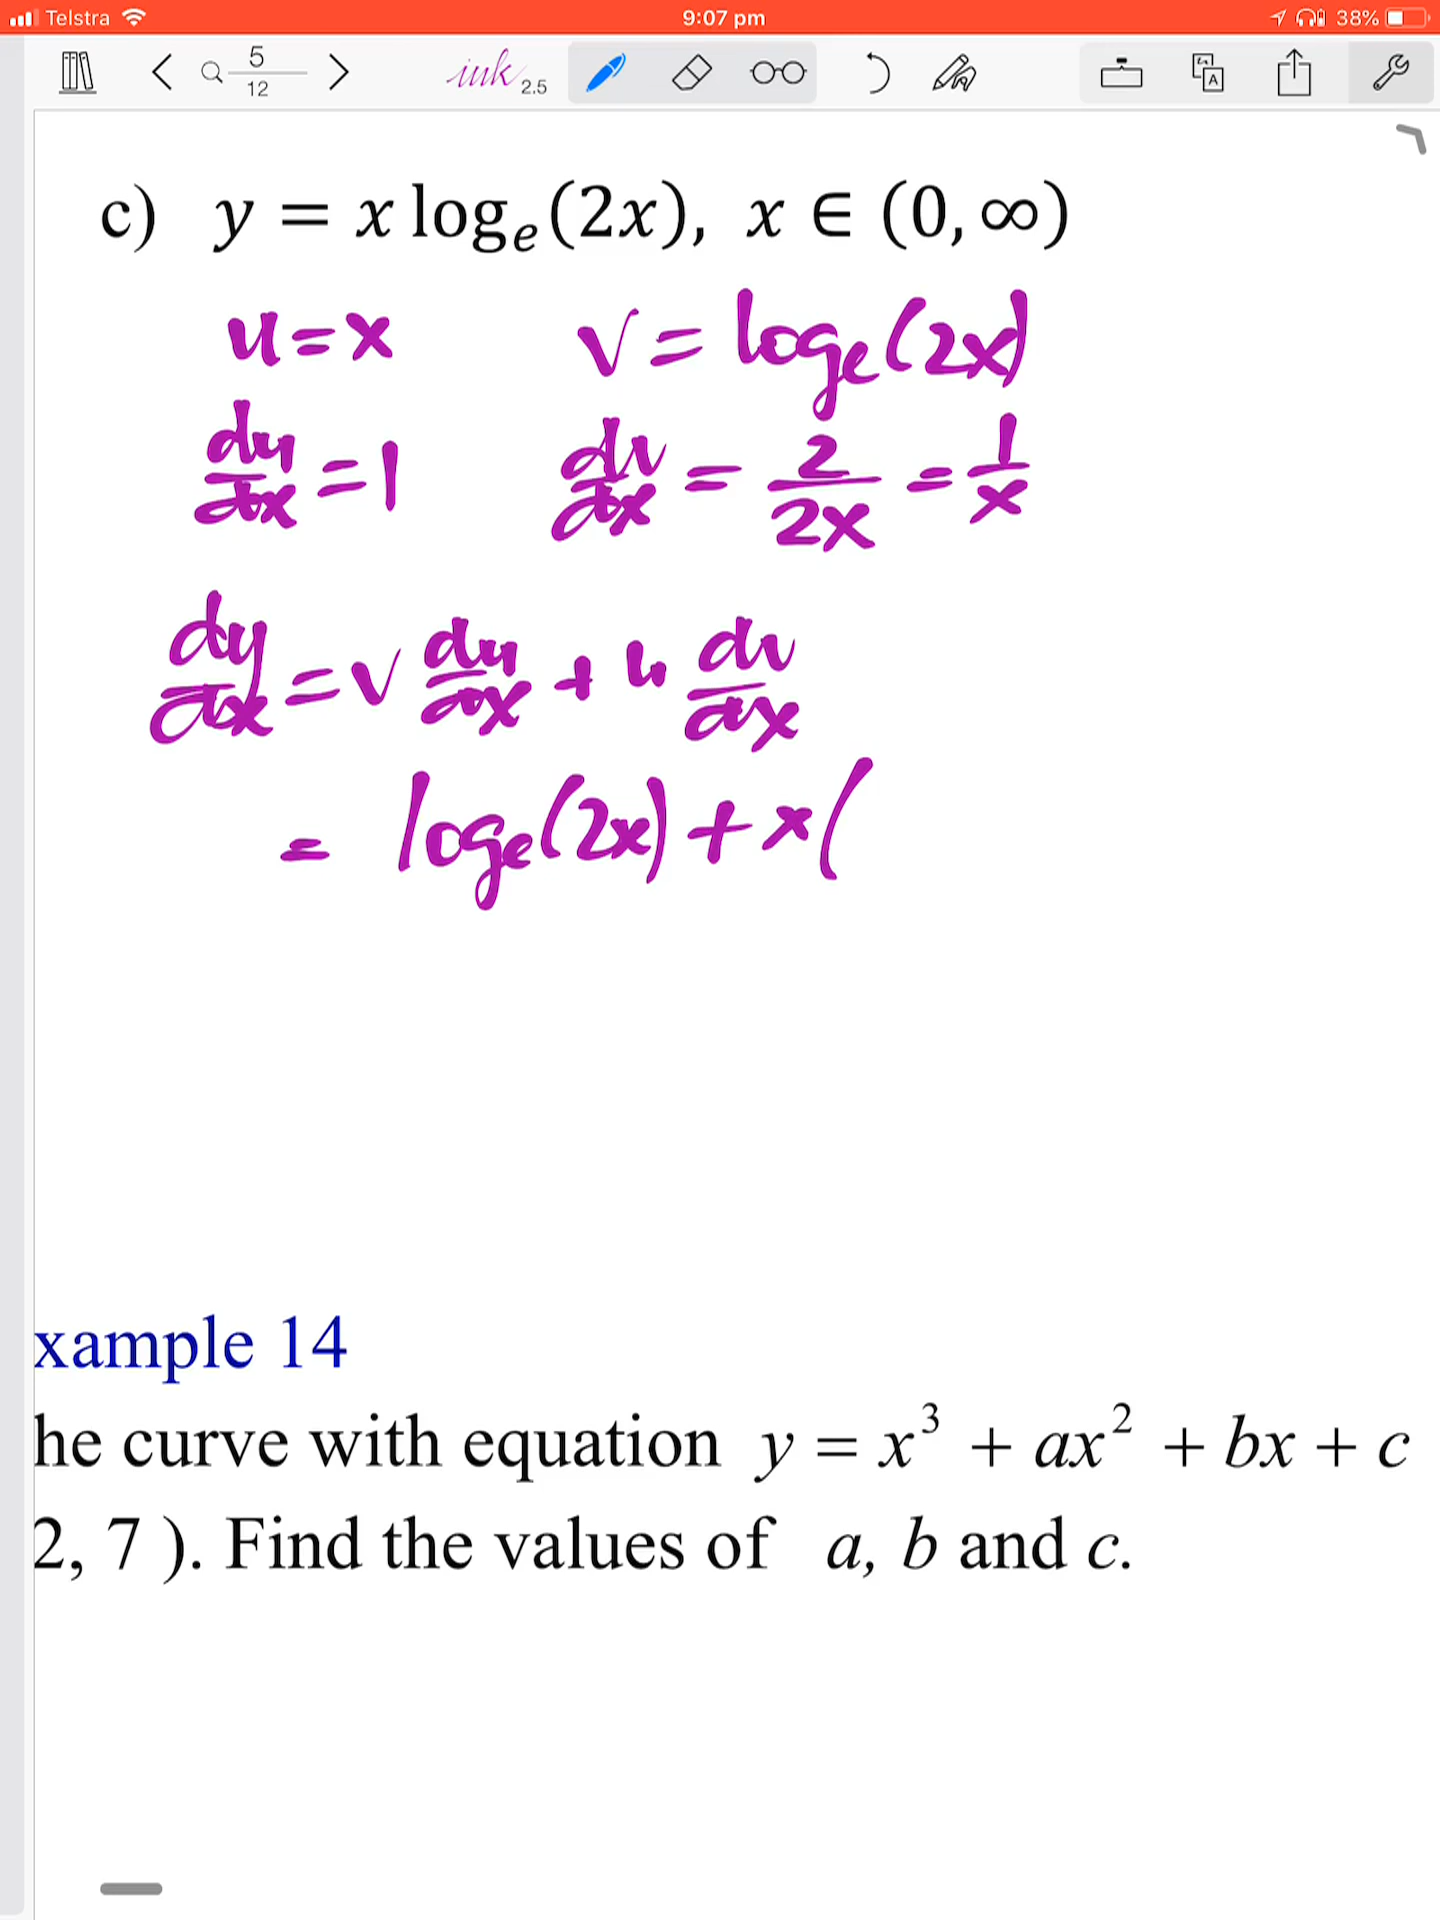 Telstra 9:07 pm 38%
5
12
ink 2.5
A
c) y = x logₑ(2x), x ∈ (0, ∞)
u=x v= logₑ(2x)
du/dx =1 dv/dx = 2/2x = 1/x
dy/dx = v du/dx + u dv/dx
= logₑ(2x) + x(
xample 14
he curve with equation y = x³ + ax² + bx + c
2, 7 ). Find the values of a, b and c.